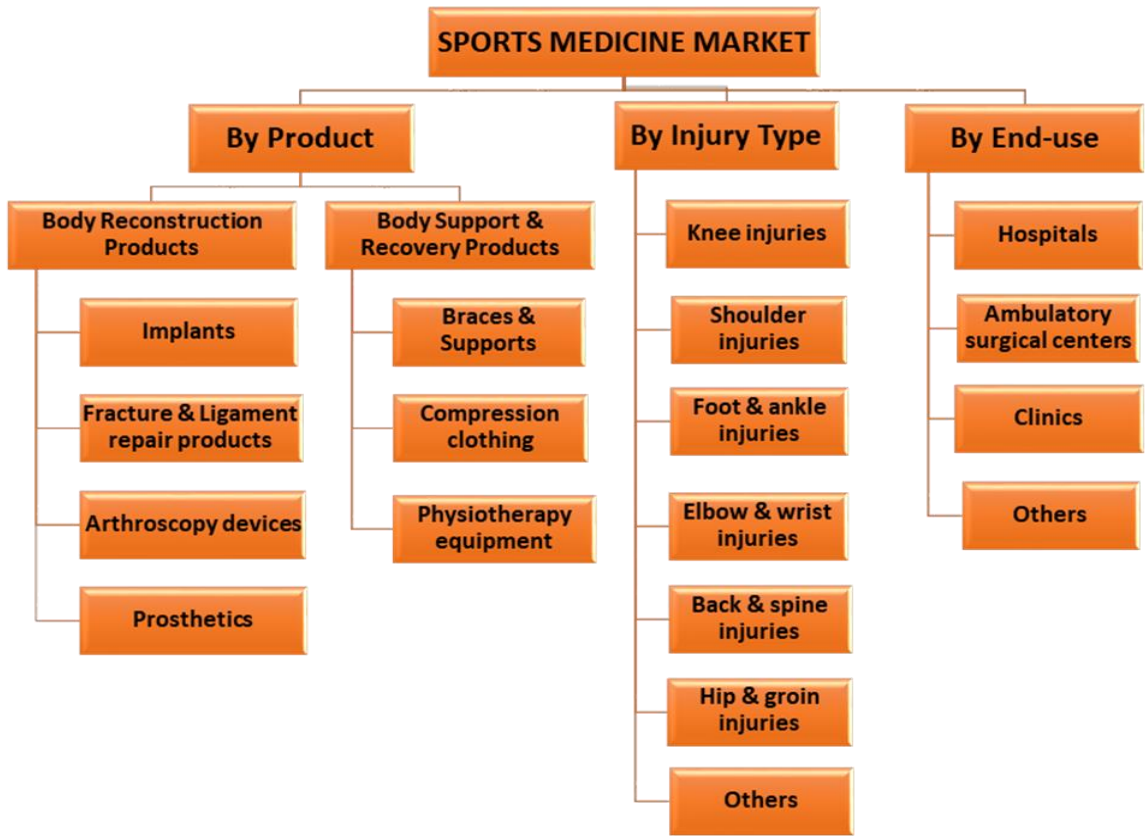 SPORTS MEDICINE MARKET
By Product
Body Reconstruction
Products
Implants
Fracture & Ligament
repair products
Arthroscopy devices
Prosthetics
Body Support &
Recovery Products
Braces &
Supports
Compression
clothing
Physiotherapy
equipment
By Injury Type
Knee injuries
Shoulder
injuries
Foot & ankle
injuries
Elbow & wrist
injuries
Back & spine
injuries
Hip & groin
injuries
Others
By End-use
Hospitals
Ambulatory
surgical centers
Clinics
Others